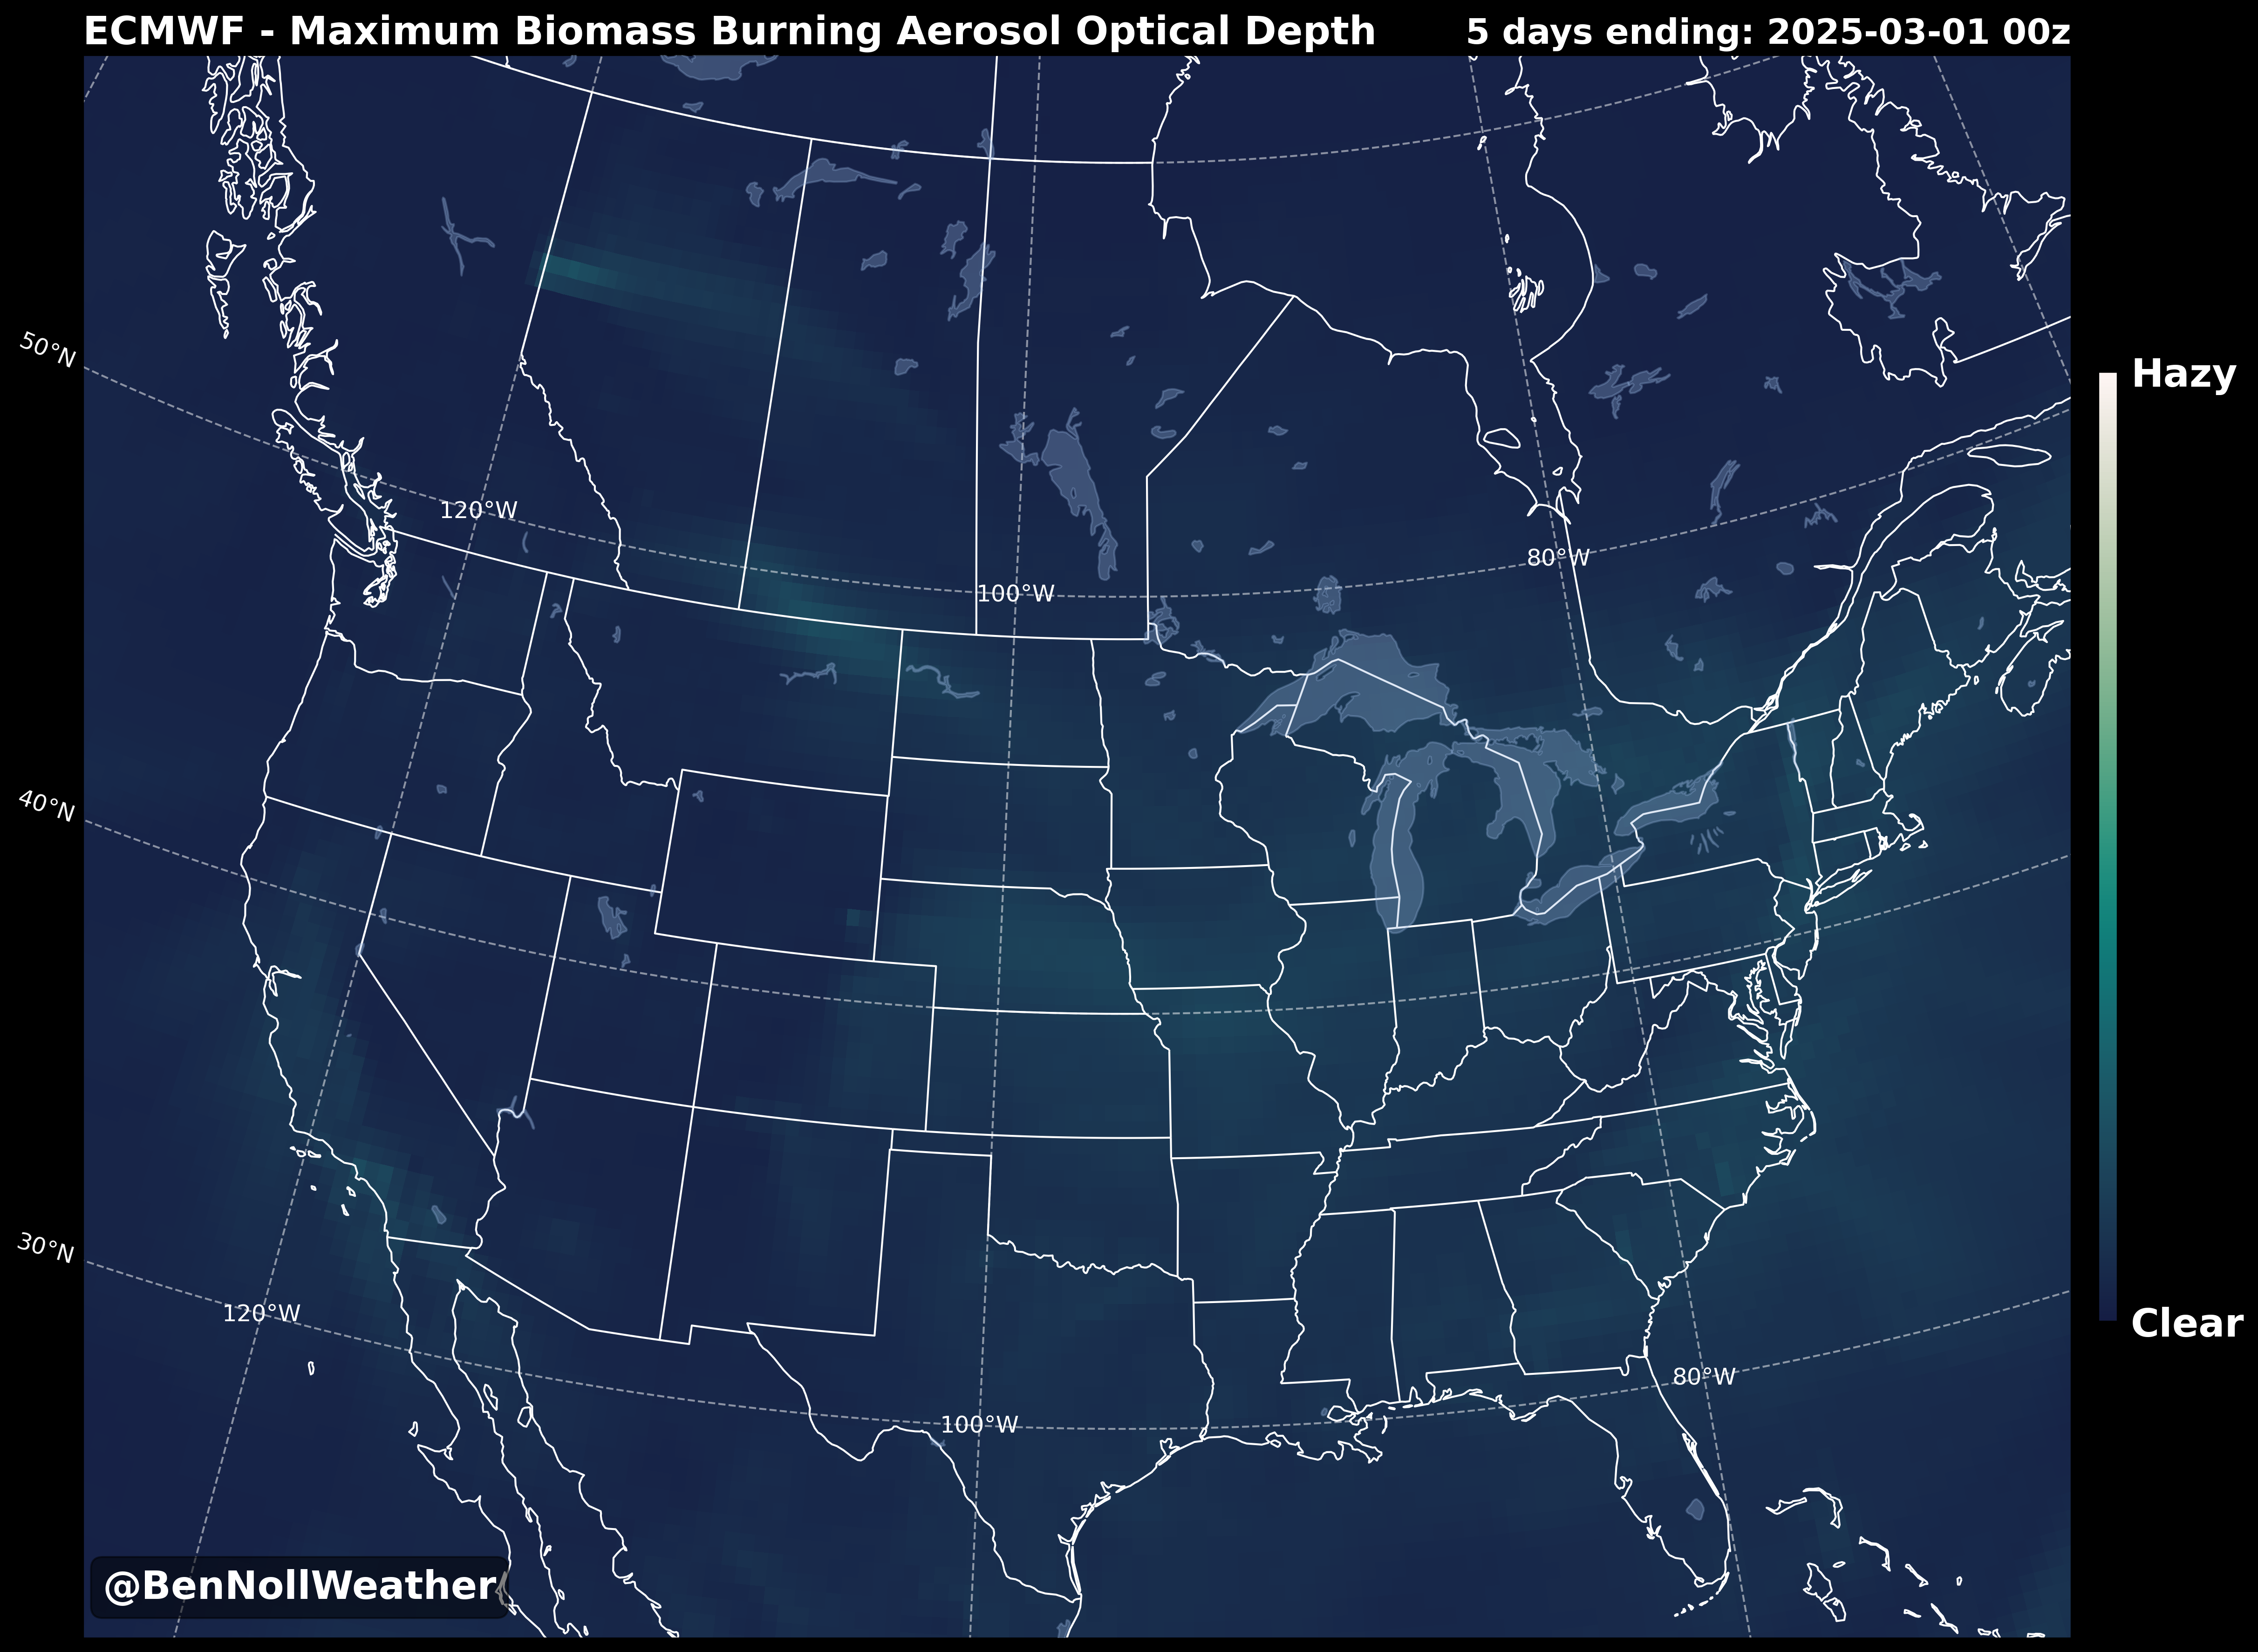 ECMWF - Maximum Biomass Burning Aerosol Optical Depth
5 days ending: 2025-03-01 00z
50°N
Hazy
120°W
80°W
100°W
40°N
30°N
120°W
Clear
80°W
100°W
@BenNollWeather